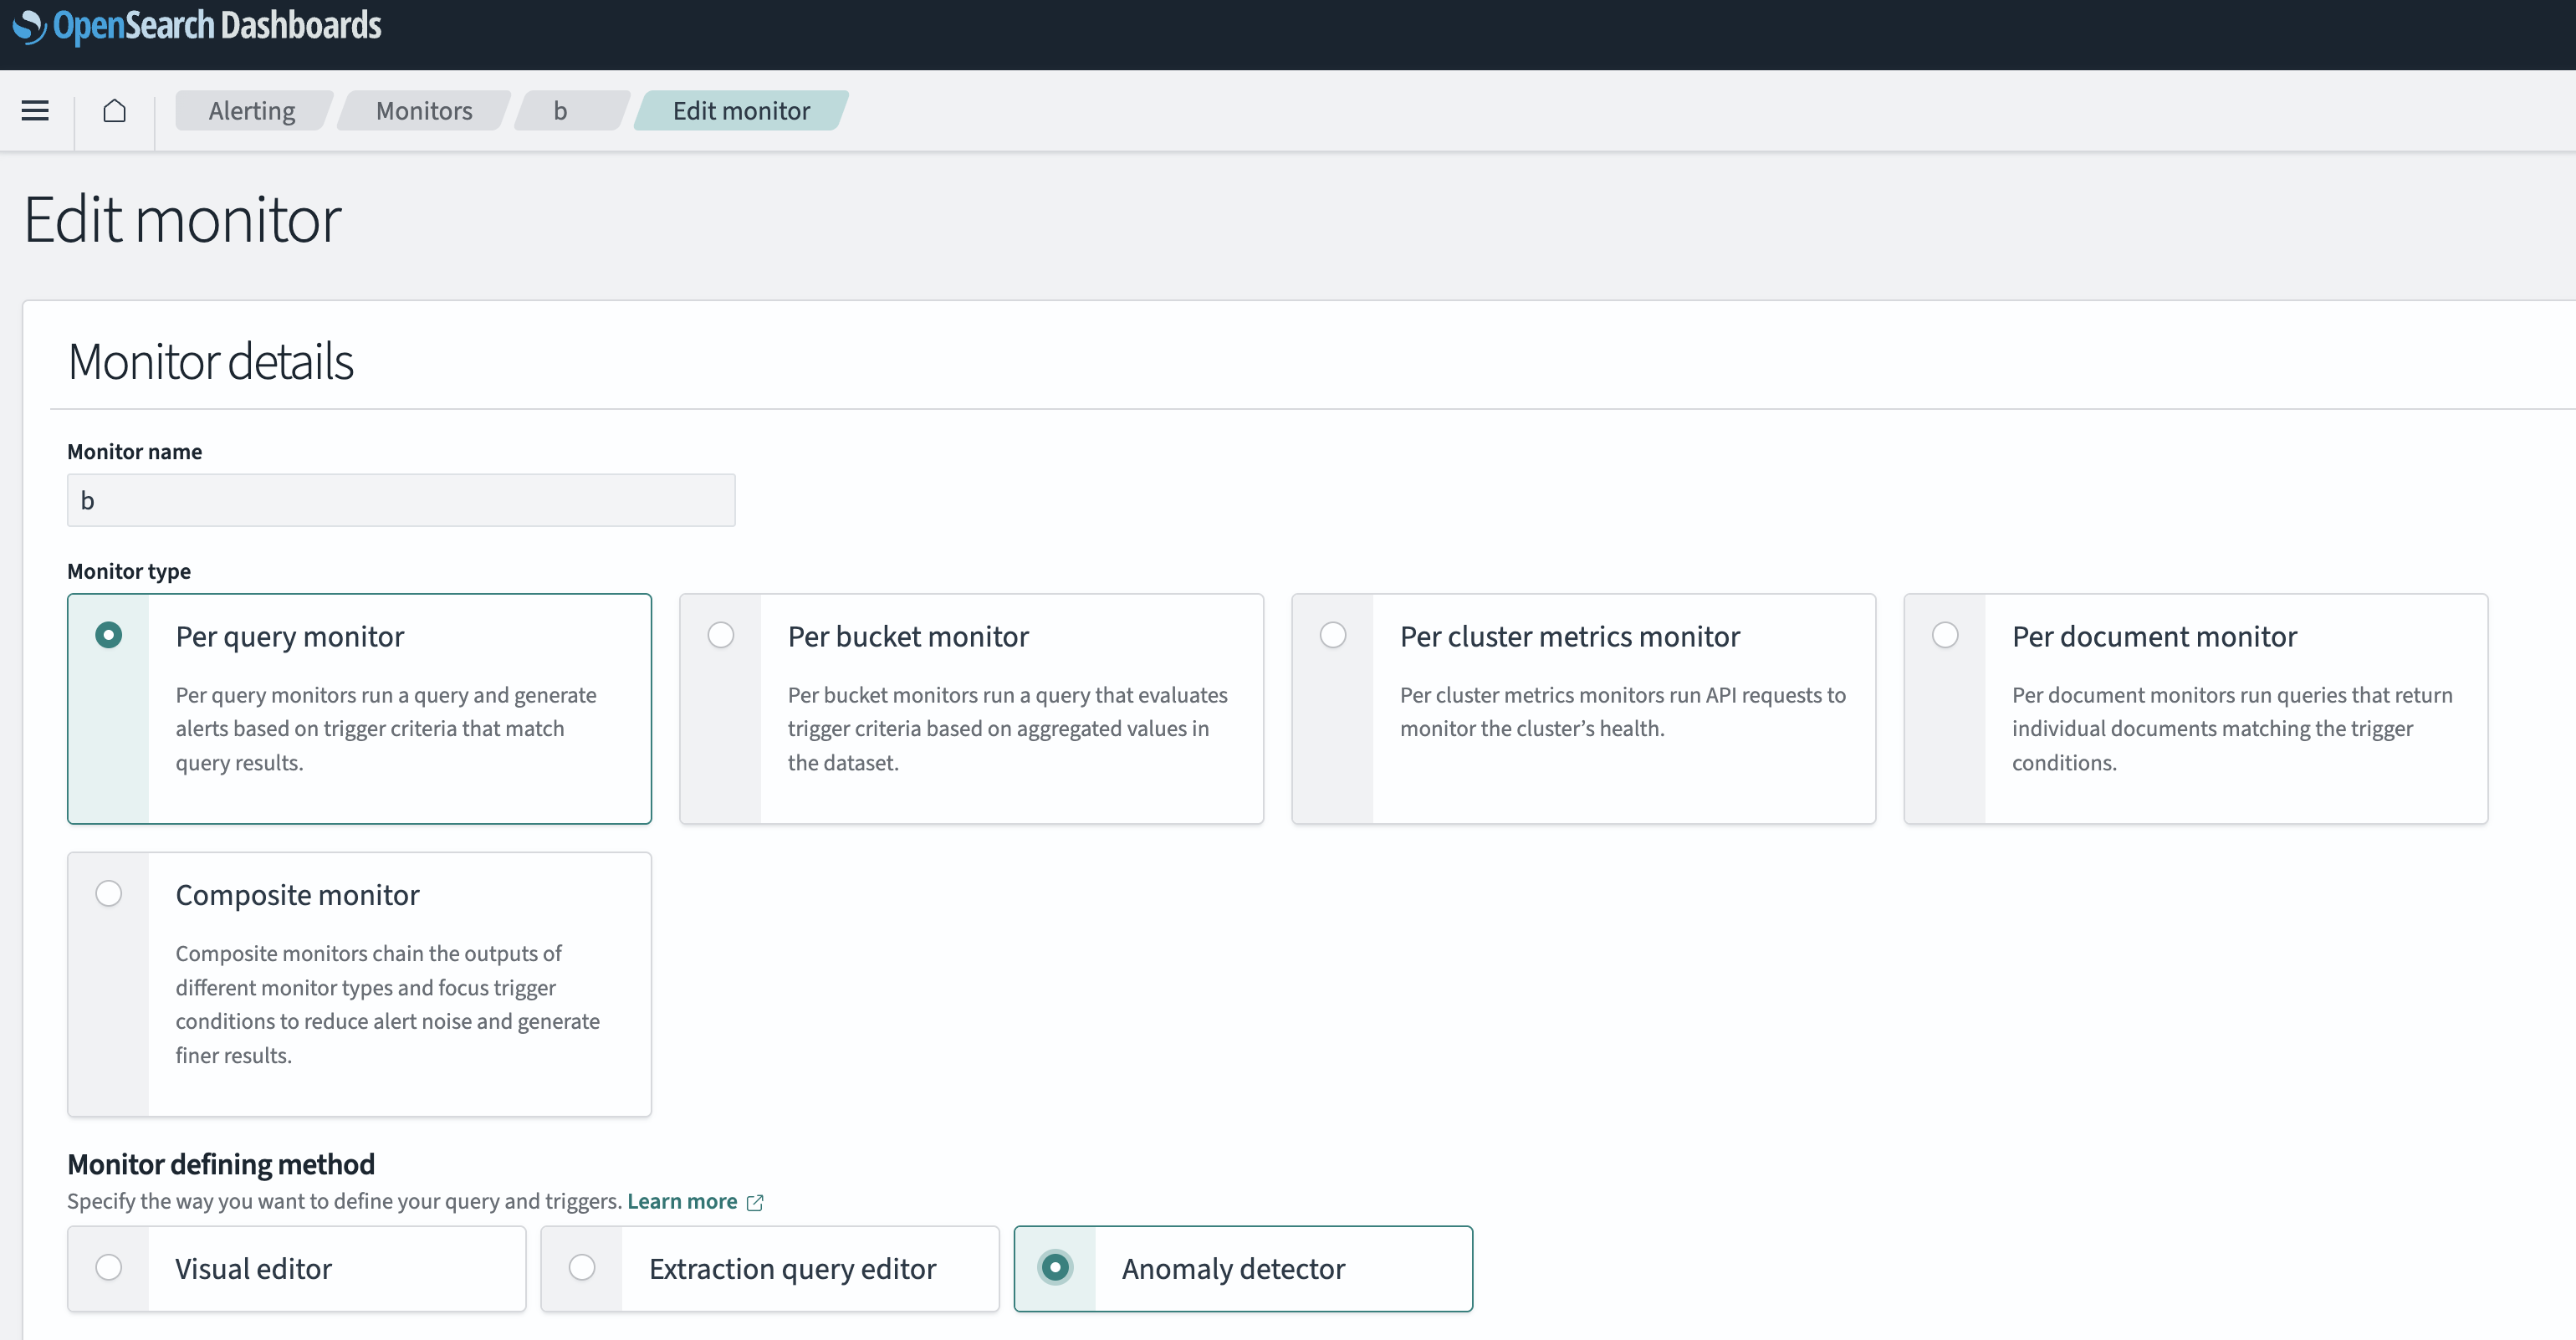 OpenSearch Dashboards
Alerting
Monitors
b
Edit monitor
Edit monitor
Monitor details
Monitor name
b
Monitor type
Per query monitor
Per query monitors run a query and generate
alerts based on trigger criteria that match
query results.
Per bucket monitor
Per bucket monitors run a query that evaluates
trigger criteria based on aggregated values in
the dataset.
Per cluster metrics monitor
Per cluster metrics monitors run API requests to
monitor the cluster’s health.
Per document monitor
Per document monitors run queries that return
individual documents matching the trigger
conditions.
Composite monitor
Composite monitors chain the outputs of
different monitor types and focus trigger
conditions to reduce alert noise and generate
finer results.
Monitor defining method
Specify the way you want to define your query and triggers. Learn more
Visual editor
Extraction query editor
Anomaly detector